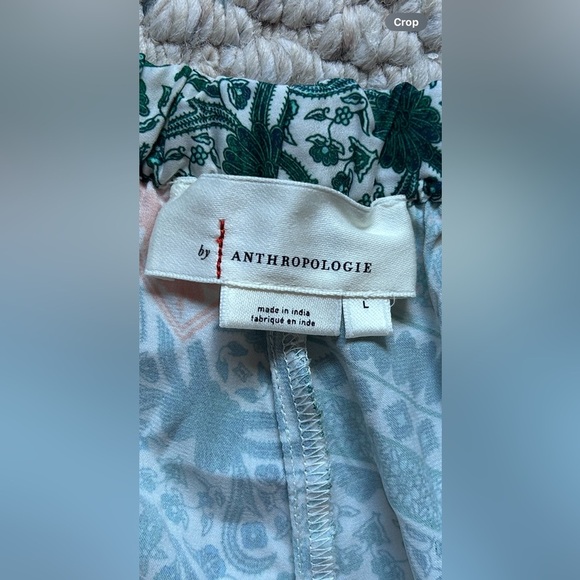 Crop
by ANTHROPOLOGIE
made in india
fabriqué en inde
L